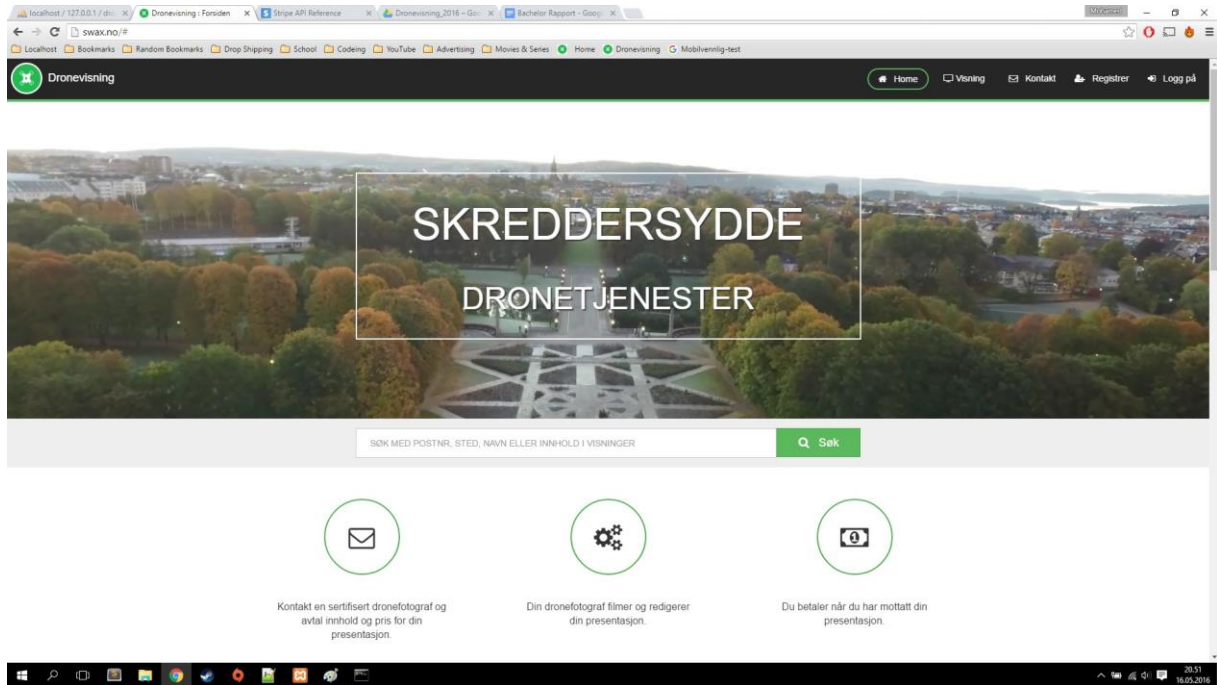 localhost / 127.0.0.1 / dro
Dronevisning : Forsiden
Stripe API Reference
Dronevisning_2016 – Goo
Bachelor Rapport - Googl
swax.no/#
Localhost Bookmarks Random Bookmarks Drop Shipping School Codeing YouTube Advertising Movies & Series Home Dronevisning Mobilvennlig-test
Dronevisning
Home Visning Kontakt Registrer Logg på
SKREDDERSYDDE
DRONETJENESTER
SØK MED POSTNR, STED, NAVN ELLER INNHOLD I VISNINGER
Søk
Kontakt en sertifisert dronefotograf og
avtal innhold og pris for din
presentasjon.
Din dronefotograf filmer og redigerer
din presentasjon.
Du betaler når du har mottatt din
presentasjon.
20.51
16.05.2016